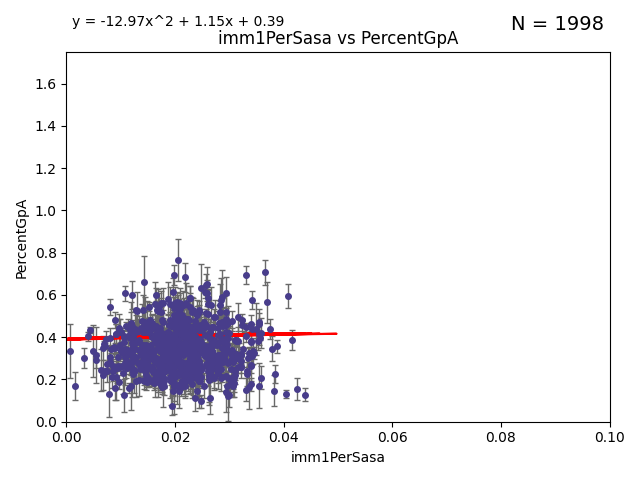 y = -12.97x^2 + 1.15x + 0.39
N = 1998
imm1PerSasa vs PercentGpA
1.6
1.4
1.2
1.0
0.8
0.6
0.4
0.2
0.0
PercentGpA
0.00 0.02 0.04 0.06 0.08 0.10
imm1PerSasa